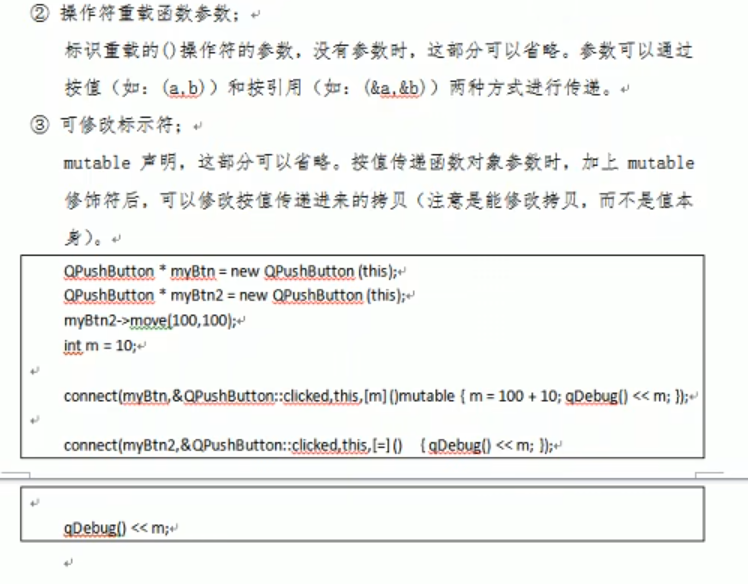 ② 操作符重载函数参数；
标识重载的()操作符的参数，没有参数时，这部分可以省略。参数可以通过
按值（如：(a,b)）和按引用（如：(&a,&b)）两种方式进行传递。
③ 可修改标示符；
mutable 声明，这部分可以省略。按值传递函数对象参数时，加上 mutable
修饰符后，可以修改按值传递进来的拷贝（注意是能修改拷贝，而不是值本
身）。
QPushButton * myBtn = new QPushButton (this);
QPushButton * myBtn2 = new QPushButton (this);
myBtn2->move(100,100);
int m = 10;
connect(myBtn,&QPushButton::clicked,this,[m] ()mutable { m = 100 + 10; qDebug() << m; });
connect(myBtn2,&QPushButton::clicked,this,[=] () { qDebug() << m; });
qDebug() << m;